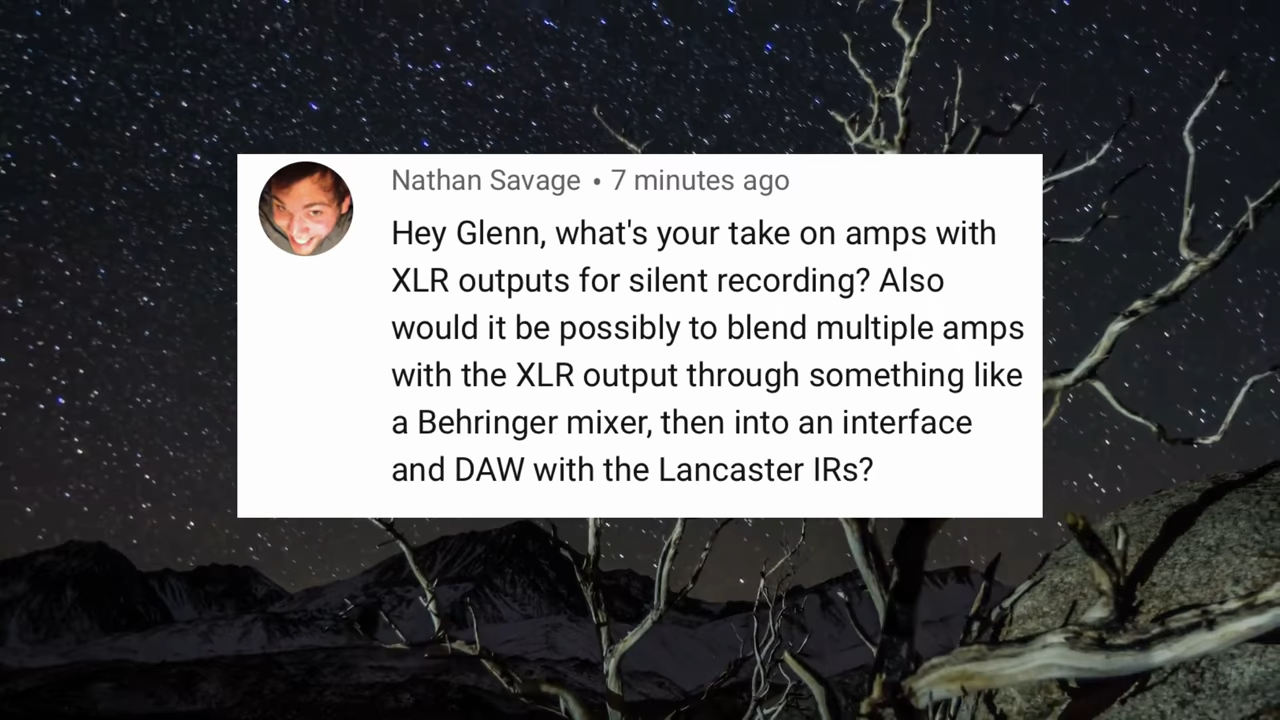 Nathan Savage • 7 minutes ago
Hey Glenn, what's your take on amps with
XLR outputs for silent recording? Also
would it be possibly to blend multiple amps
with the XLR output through something like
a Behringer mixer, then into an interface
and DAW with the Lancaster IRs?